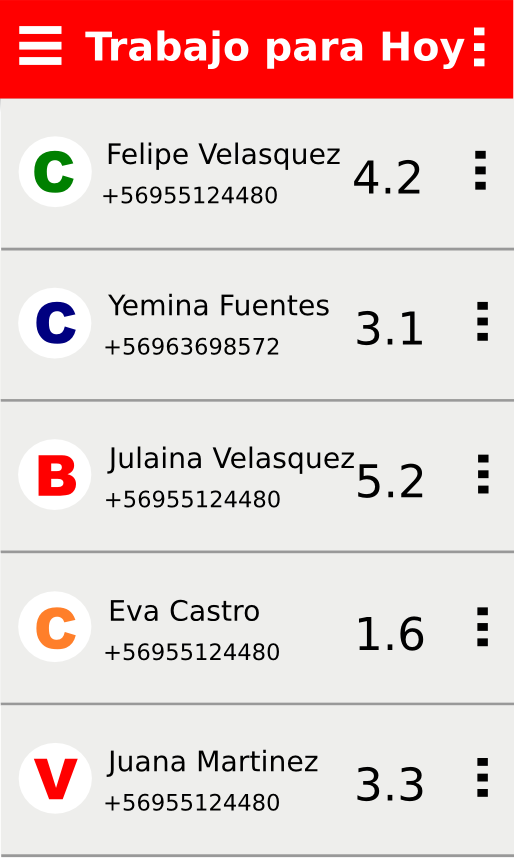 Trabajo para Hoy
C
Felipe Velasquez
+56955124480
4.2
C
Yemina Fuentes
+56963698572
3.1
B
Julaina Velasquez
+56955124480
5.2
C
Eva Castro
+56955124480
1.6
V
Juana Martinez
+56955124480
3.3